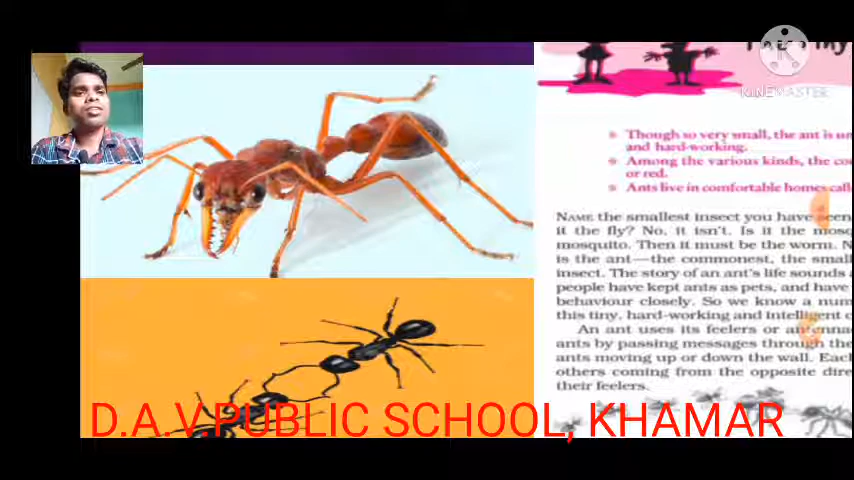 KINEMASTER
Though so very small, the ant is
and hard-working.
Among the various kinds, the
or red.
Ants live in comfortable homes
NAME the smallest insect you have seen
it the fly? No, it isn't. Is it the
mosquito. Then it must be the worm.
is the ant—the commonest, the
insect. The story of an ant's life sounds
people have kept ants as pets, and have
behaviour closely. So we know a
this tiny, hard-working and intelligent
An ant uses its feelers or
ants by passing messages through the
ants moving up or down the wall.
others coming from the opposite
their feelers.
D.A.V.PUBLIC SCHOOL, KHAMAR